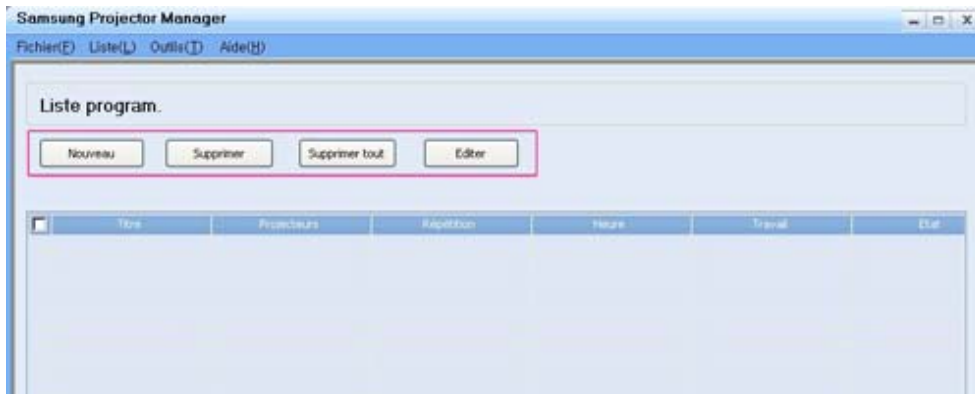 Samsung Projector Manager
Fichier(F) Liste(L) Outils(T) Aide(H)
Liste program.
Nouveau Supprimer Supprimer tout Editer
Titre Projecteurs Répétition Heure Travail Etat